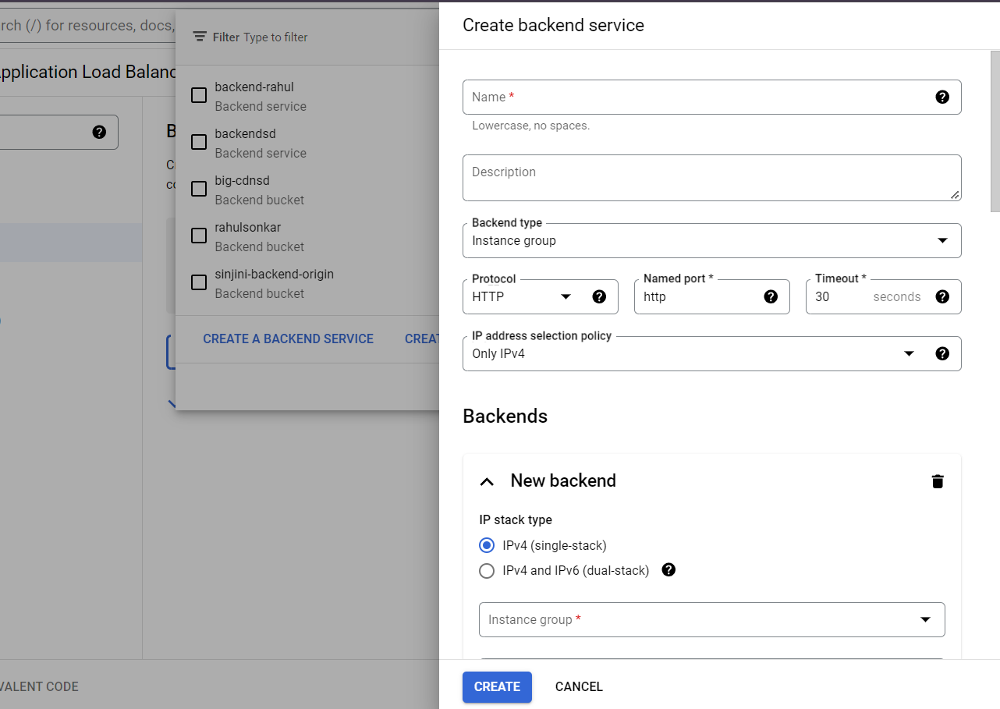 rch (/) for resources, docs,
pplication Load Balanc
B
co
Filter Type to filter
backend-rahul
Backend service
backendsd
Backend service
big-cdnsd
Backend bucket
rahulsonkar
Backend bucket
sinjini-backend-origin
Backend bucket
CREATE A BACKEND SERVICE CREAT
VALENT CODE
Create backend service
Name *
Lowercase, no spaces.
Description
Backend type
Instance group
Protocol
HTTP
Named port *
http
Timeout *
30 seconds
IP address selection policy
Only IPv4
Backends
New backend
IP stack type
IPv4 (single-stack)
IPv4 and IPv6 (dual-stack)
Instance group *
CREATE CANCEL